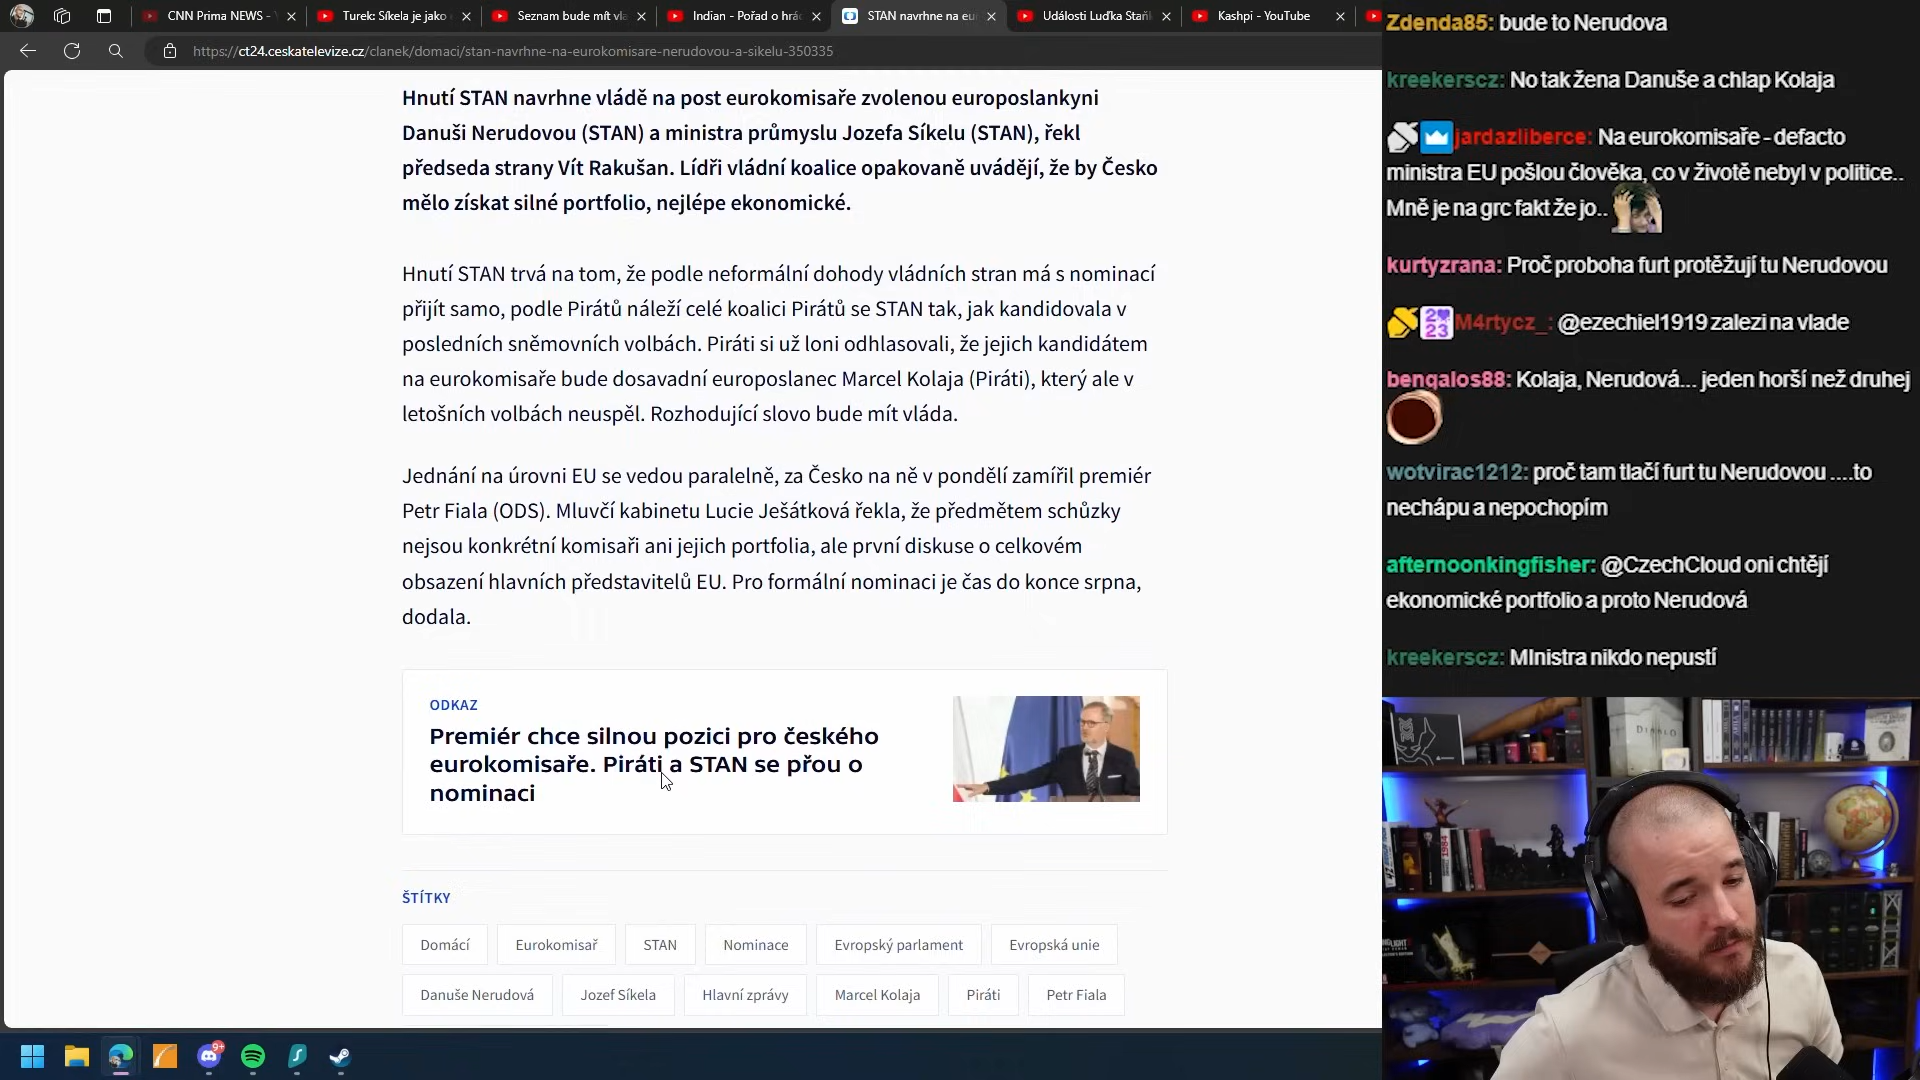 CNN Prima NEWS -
Turek: Síkela je jako
Seznam bude mít
Indian - Pořad o hrá
STAN navrhne na eu
Události Luďka Staň
Kashpi - YouTube
https://ct24.ceskatelevize.cz/clanek/domaci/stan-navrhne-na-eurokomisare-nerudovou-a-sikelu-350335
Hnutí STAN navrhne vládě na post eurokomisaře zvolenou europoslankyni
Danuši Nerudovou (STAN) a ministra průmyslu Jozefa Síkelu (STAN), řekl
předseda strany Vít Rakušan. Lídři vládní koalice opakovaně uvádějí, že by Česko
mělo získat silné portfolio, nejlépe ekonomické.
Hnutí STAN trvá na tom, že podle neformální dohody vládních stran má s nominací
přijít samo, podle Pirátů náleží celé koalici Pirátů se STAN tak, jak kandidovala v
posledních sněmovních volbách. Piráti si už loni odhlasovali, že jejich kandidátem
na eurokomisaře bude dosavadní europoslanec Marcel Kolaja (Piráti), který ale v
letošních volbách neuspěl. Rozhodující slovo bude mít vláda.
Jednání na úrovni EU se vedou paralelně, za Česko na ně v pondělí zamířil premiér
Petr Fiala (ODS). Mluvčí kabinetu Lucie Ješátková řekla, že předmětem schůzky
nejsou konkrétní komisaři ani jejich portfolia, ale první diskuse o celkovém
obsazení hlavních představitelů EU. Pro formální nominaci je čas do konce srpna,
dodala.
ODKAZ
Premiér chce silnou pozici pro českého
eurokomisaře. Piráti a STAN se přou o
nominaci
ŠTÍTKY
Domácí
Eurokomisař
STAN
Nominace
Evropský parlament
Evropská unie
Danuše Nerudová
Jozef Síkela
Hlavní zprávy
Marcel Kolaja
Piráti
Petr Fiala
9+
Zdenda85: bude to Nerudova
kreekerscz: No tak žena Danuše a chlap Kolaja
jardazliberce: Na eurokomisaře - defacto
ministra EU pošlou člověka, co v životě nebyl v politice..
Mně je na grc fakt že jo..
kurtyzrana: Proč proboha furt protěžují tu Nerudovou
2023 M4rtycz_: @ezechiel1919 zalezi na vlade
bengalos88: Kolaja, Nerudová... jeden horší než druhej
wotvirac1212: proč tam tlačí furt tu Nerudovou ....to
nechápu a nepochopím
afternoonkingfisher: @CzechCloud oni chtějí
ekonomické portfolio a proto Nerudová
kreekerscz: MInistra nikdo nepustí
DIABLO
1984